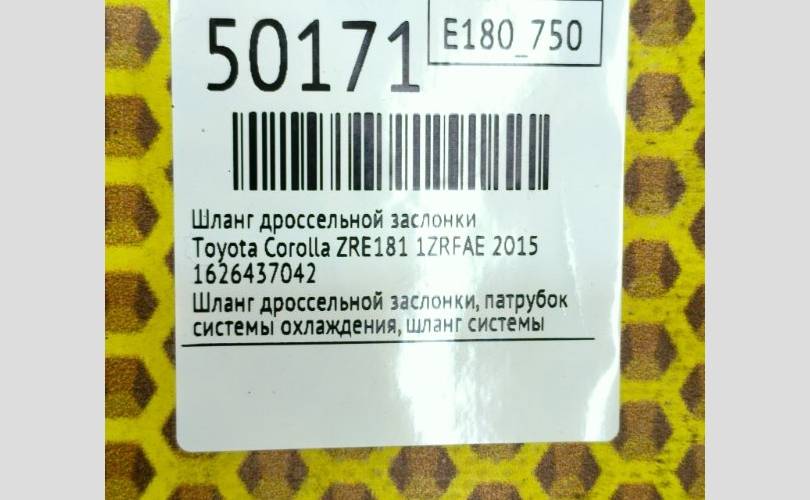 50171
E180_750
Шланг дроссельной заслонки
Toyota Corolla ZRE181 1ZRFAE 2015
1626437042
Шланг дроссельной заслонки, патрубок
системы охлаждения, шланг системы